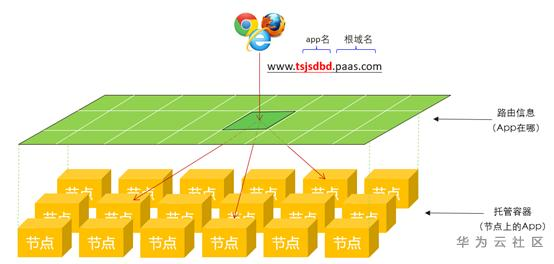 app名 根域名
www.tsjsdbd.paas.com
路由信息
（App在哪）
节点 节点 节点 节点 节点 节点
节点 节点 节点 节点 节点 节点
节点 节点 节点 节点 节点 节点
托管容器
（节点上的App）
华为云社区